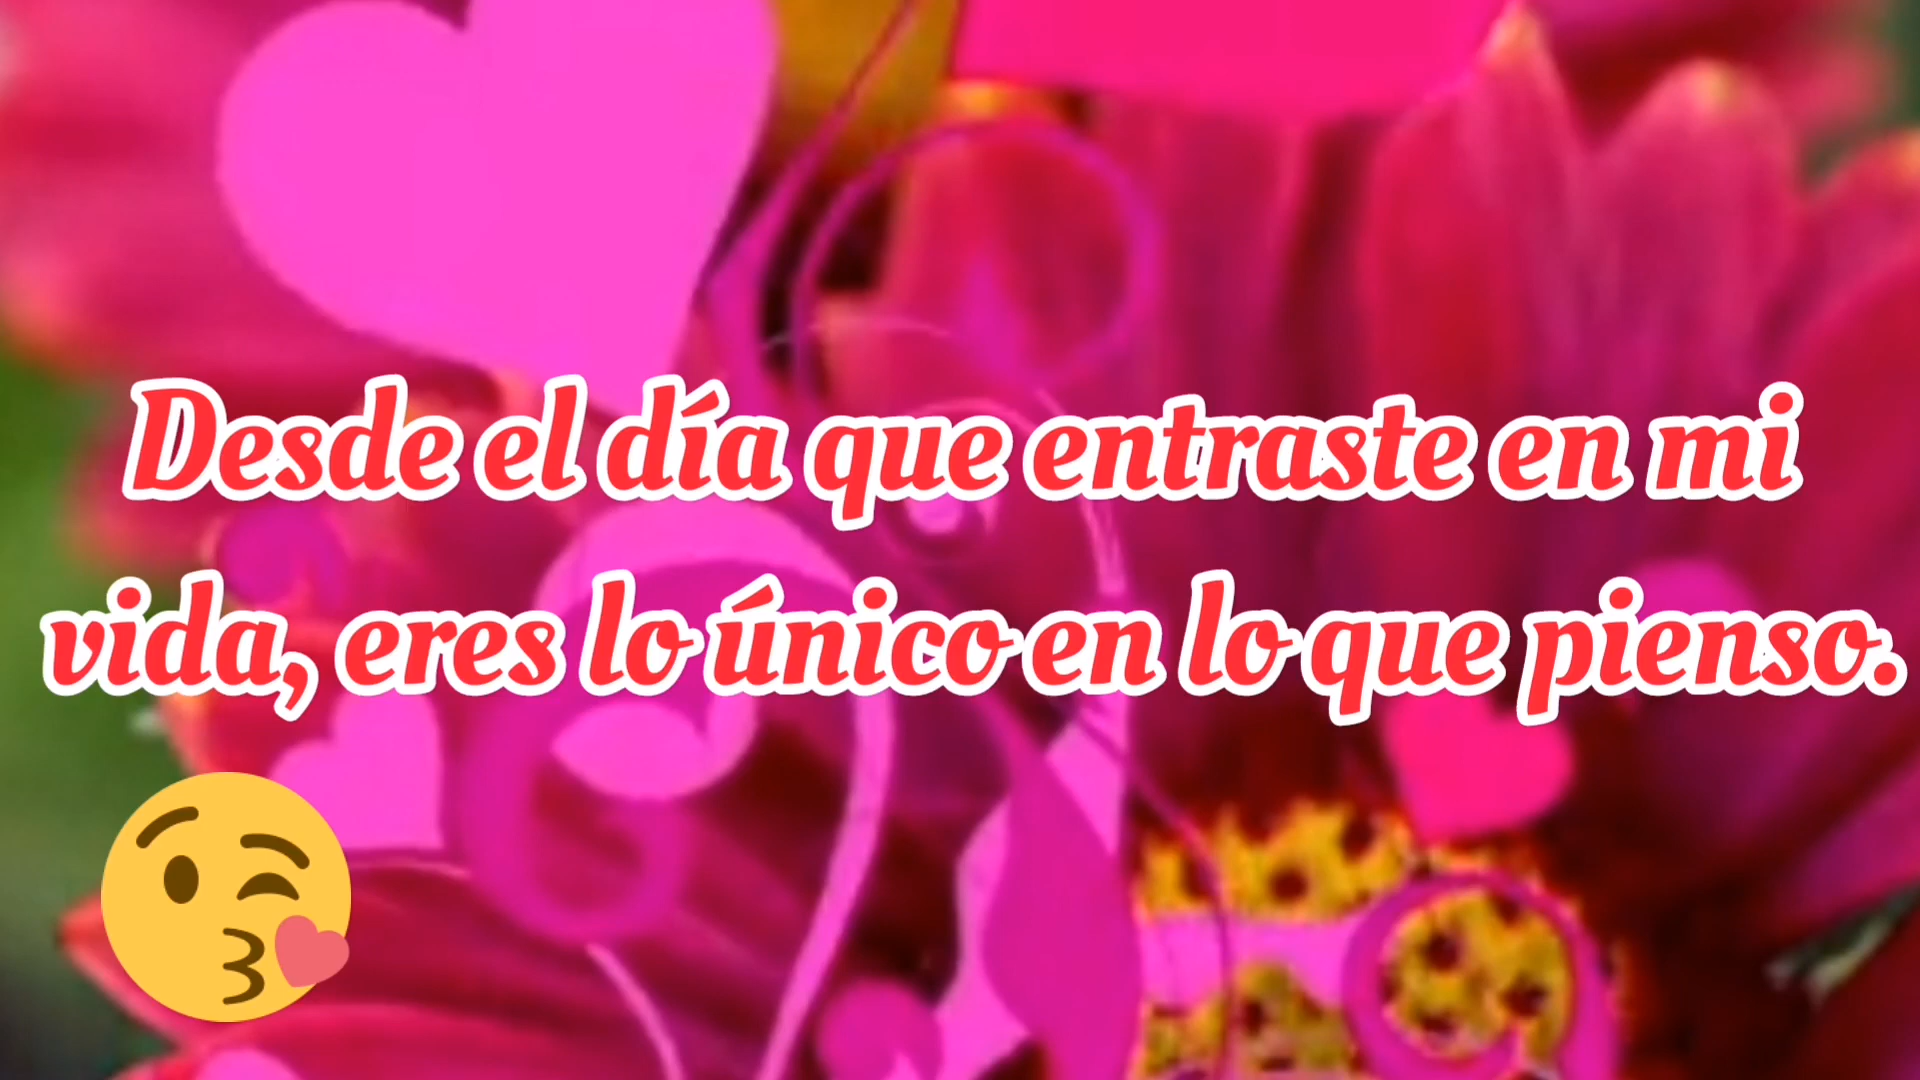 Desde el día que entraste en mi
vida, eres lo único en lo que pienso.